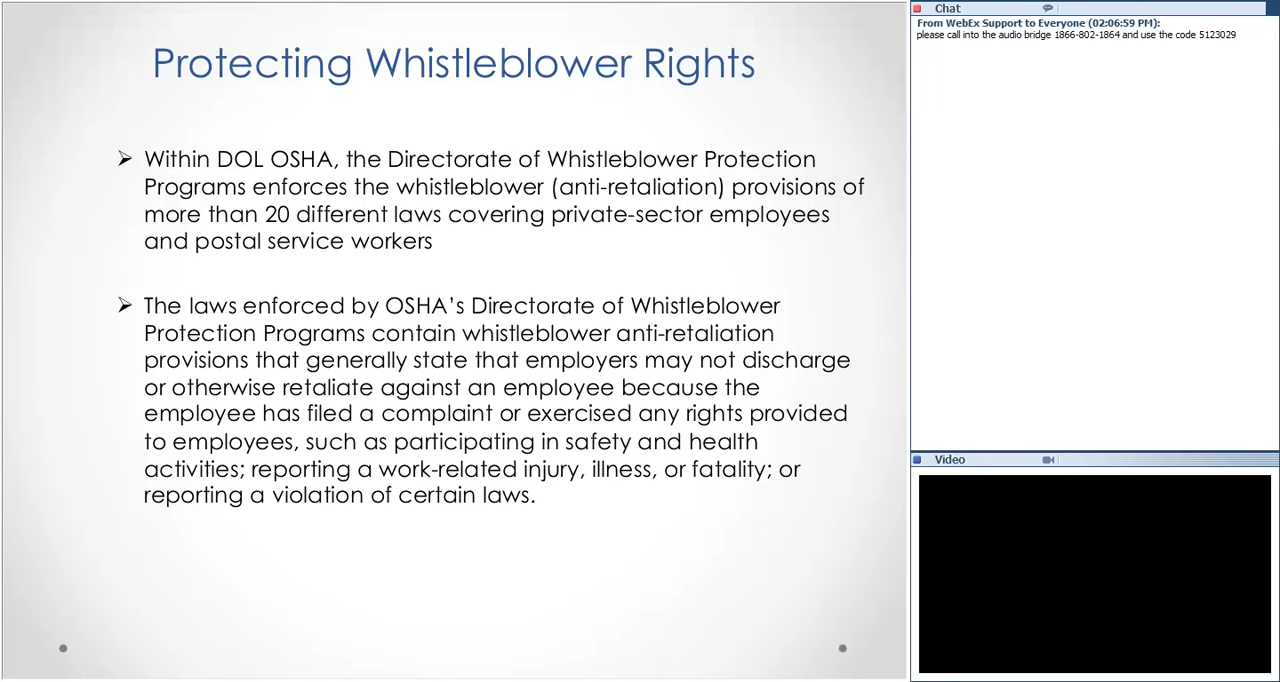 Protecting Whistleblower Rights
➢ Within DOL OSHA, the Directorate of Whistleblower Protection
Programs enforces the whistleblower (anti-retaliation) provisions of
more than 20 different laws covering private-sector employees
and postal service workers
➢ The laws enforced by OSHA’s Directorate of Whistleblower
Protection Programs contain whistleblower anti-retaliation
provisions that generally state that employers may not discharge
or otherwise retaliate against an employee because the
employee has filed a complaint or exercised any rights provided
to employees, such as participating in safety and health
activities; reporting a work-related injury, illness, or fatality; or
reporting a violation of certain laws.
Chat
From WebEx Support to Everyone (02:06:59 PM):
please call into the audio bridge 1866-802-1864 and use the code 5123029
Video